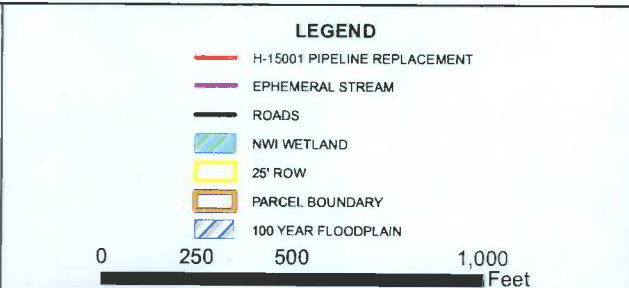 LEGEND
H-15001 PIPELINE REPLACEMENT
EPHEMERAL STREAM
ROADS
NWI WETLAND
25' ROW
PARCEL BOUNDARY
100 YEAR FLOODPLAIN
0 250 500 1,000
Feet